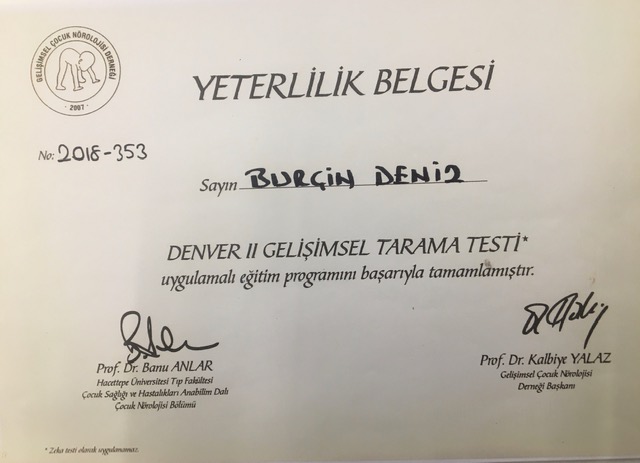 GELİŞİMSEL ÇOCUK NÖROLOJİSİ DERNEĞİ
· 2007 ·
YETERLİLİK BELGESİ
No: 2018-353
Sayın BURÇİN DENİZ
DENVER II GELİŞİMSEL TARAMA TESTİ*
uygulamalı eğitim programını başarıyla tamamlamıştır.
Prof. Dr. Banu ANLAR
Hacettepe Üniversitesi Tıp Fakültesi
Çocuk Sağlığı ve Hastalıkları Anabilim Dalı
Çocuk Nörolojisi Bölümü
Prof. Dr. Kalbiye YALAZ
Gelişimsel Çocuk Nörolojisi
Derneği Başkanı
* Zeka testi olarak uygulanamaz.